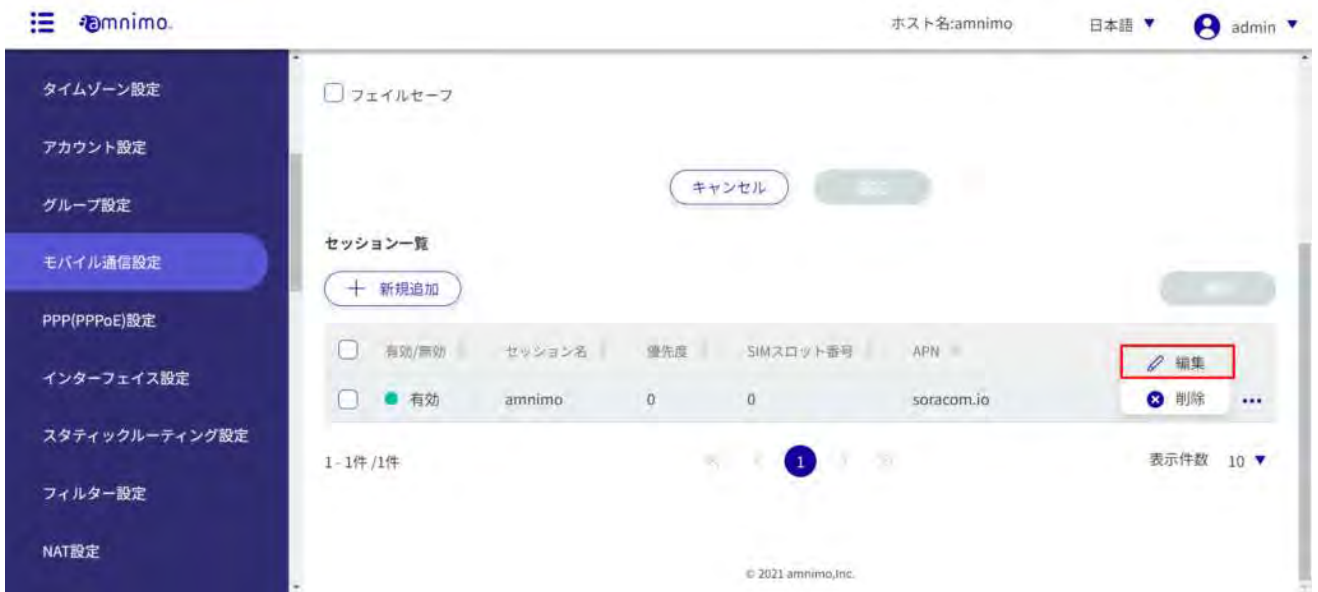 amnimo.
ホスト名:amnimo
日本語 ▼
admin ▼
タイムゾーン設定
アカウント設定
グループ設定
モバイル通信設定
PPP(PPPoE)設定
インターフェイス設定
スタティックルーティング設定
フィルター設定
NAT設定
フェイルセーフ
キャンセル
セッション一覧
+ 新規追加
有効/無効 セッション名 優先度 SIMスロット番号 APN
編集
有効 amnimo 0 0 soracom.io
削除 •••
1 - 1件 /1件
1
表示件数 10 ▼
© 2021 amnimo,Inc.